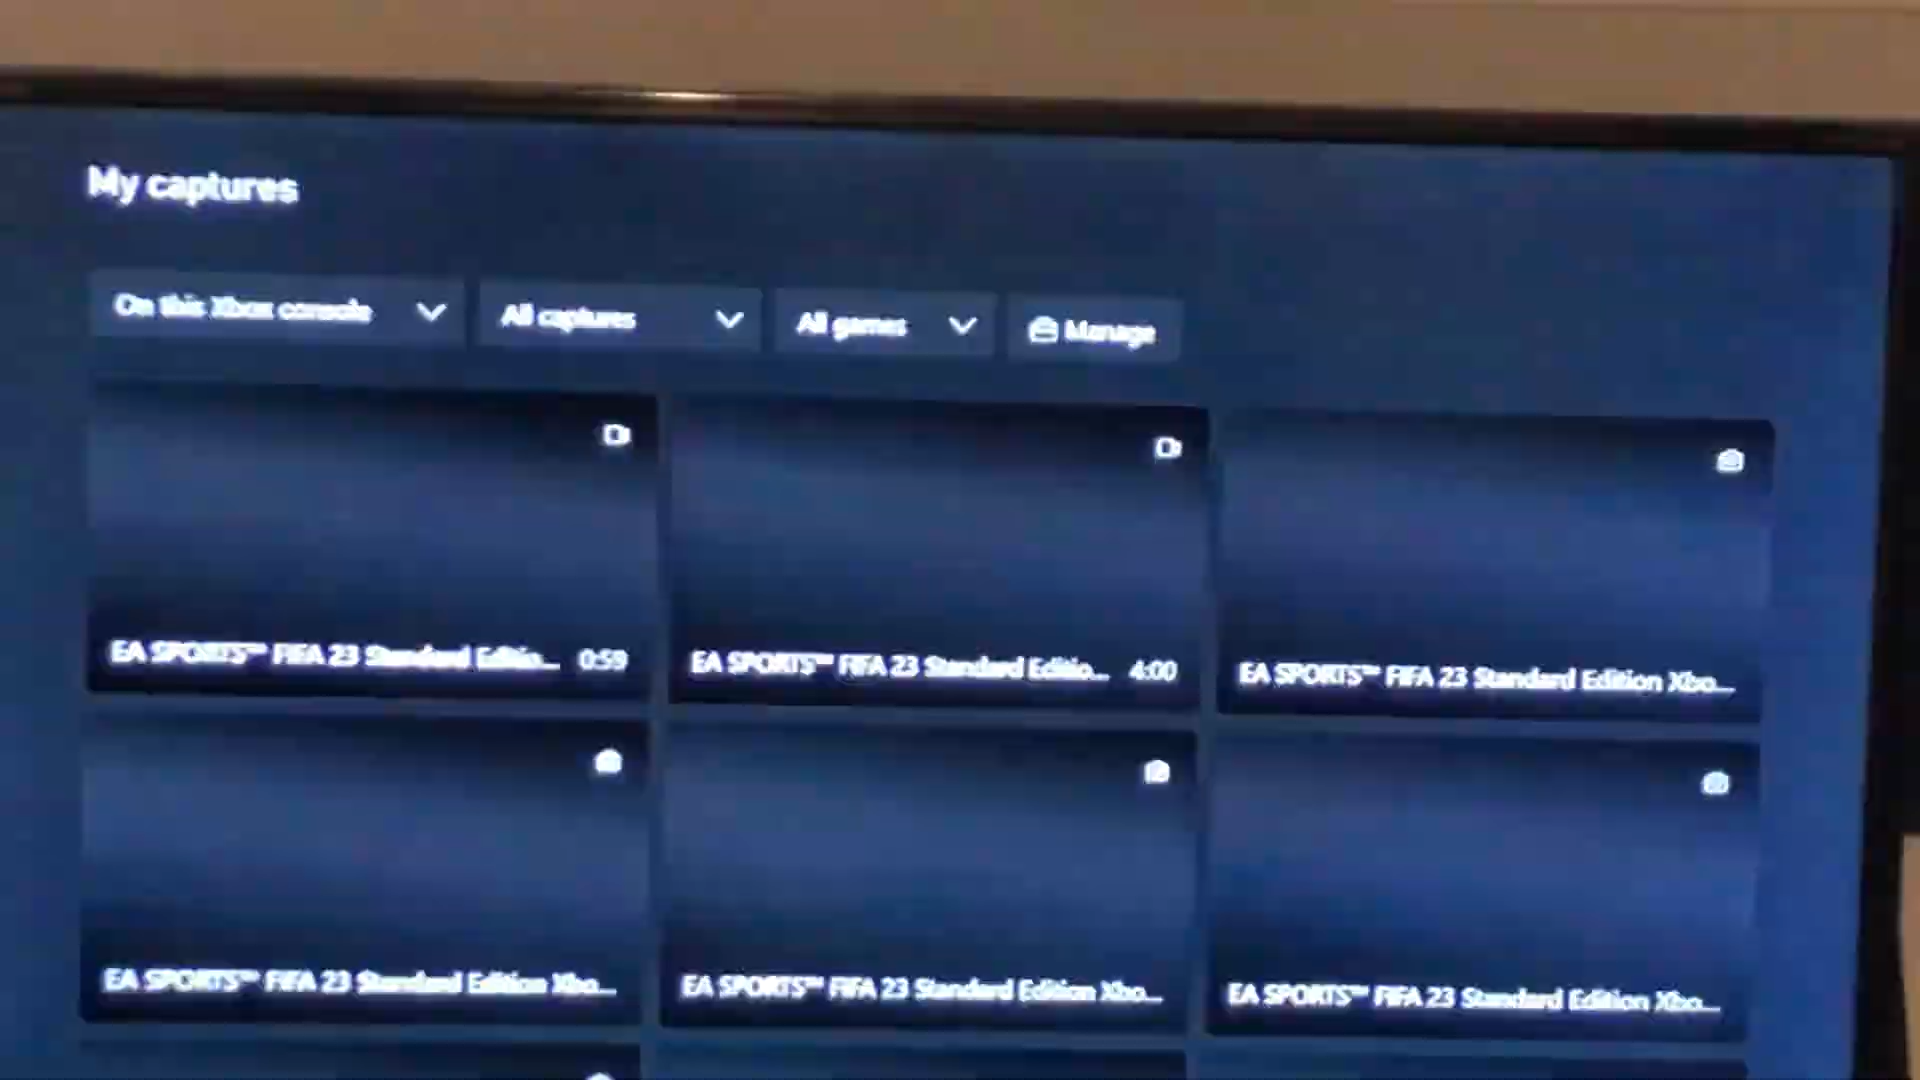 My captures
On this Xbox console
All captures
All games
Manage
EA SPORTS™ FIFA 23 Standard Editio... 0:59
EA SPORTS™ FIFA 23 Standard Editio... 4:00
EA SPORTS™ FIFA 23 Standard Edition Xbo...
EA SPORTS™ FIFA 23 Standard Edition Xbo...
EA SPORTS™ FIFA 23 Standard Edition Xbo...
EA SPORTS™ FIFA 23 Standard Edition Xbo...